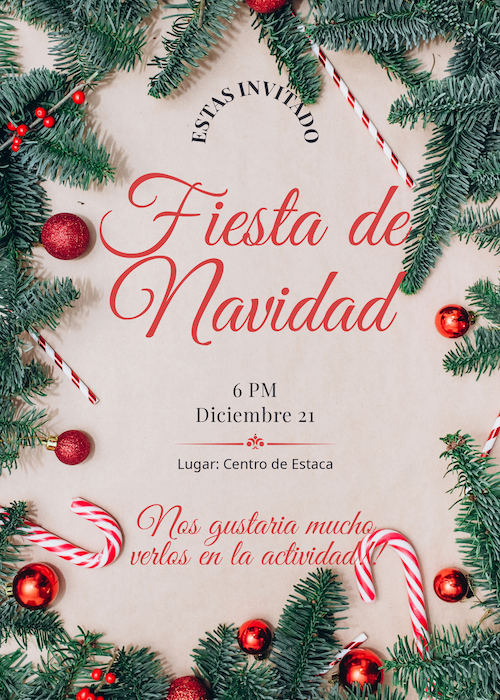 ESTAS INVITADO
Fiesta de
Navidad
6 PM
Diciembre 21
Lugar: Centro de Estaca
Nos gustaria mucho
verlos en la actividad!!!